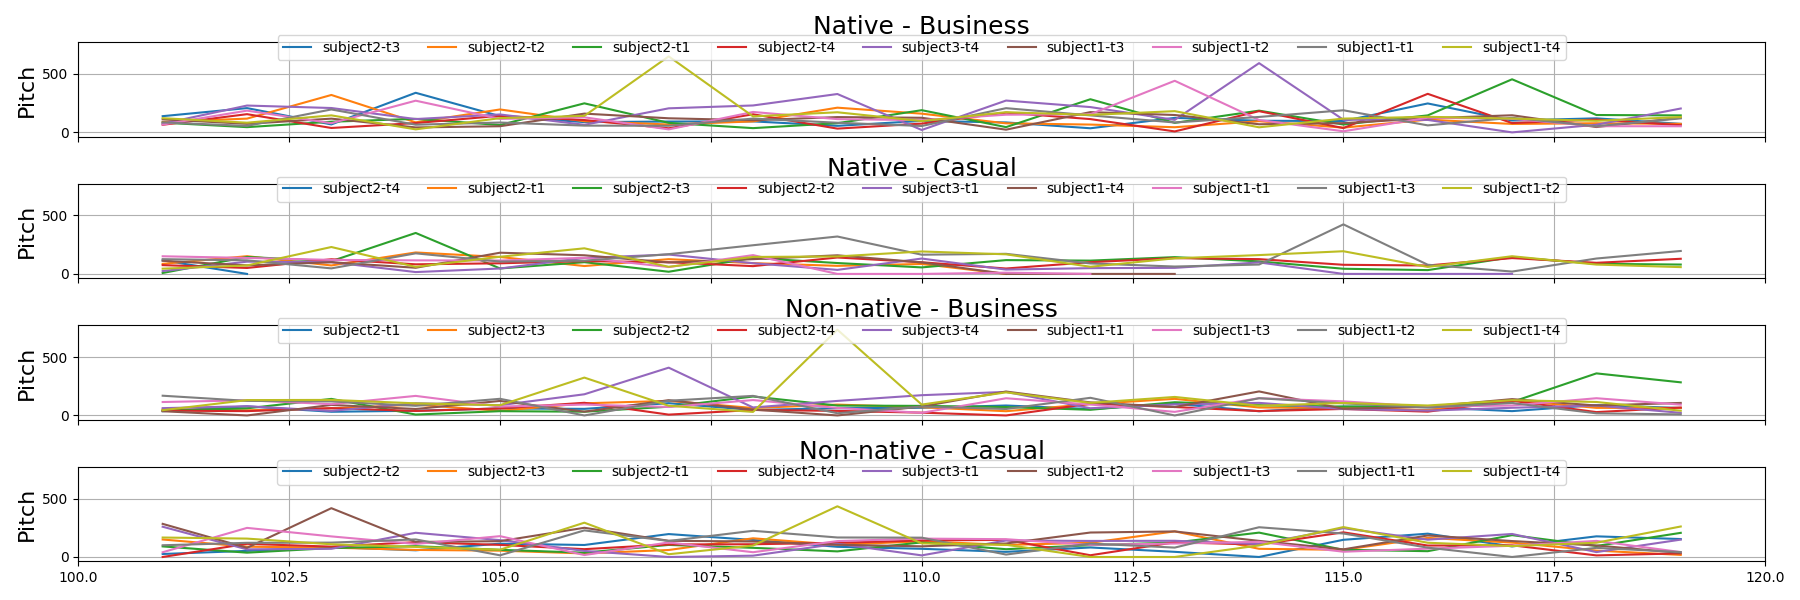 Native - Business
subject2-t3 subject2-t2 subject2-t1 subject2-t4 subject3-t4 subject1-t3 subject1-t2 subject1-t1 subject1-t4
500
Pitch
0
Native - Casual
subject2-t4 subject2-t1 subject2-t3 subject2-t2 subject3-t1 subject1-t4 subject1-t1 subject1-t3 subject1-t2
500
Pitch
0
Non-native - Business
subject2-t1 subject2-t3 subject2-t2 subject2-t4 subject3-t4 subject1-t1 subject1-t3 subject1-t2 subject1-t4
500
Pitch
0
Non-native - Casual
subject2-t2 subject2-t3 subject2-t1 subject2-t4 subject3-t1 subject1-t2 subject1-t3 subject1-t1 subject1-t4
500
Pitch
0
100.0 102.5 105.0 107.5 110.0 112.5 115.0 117.5 120.0